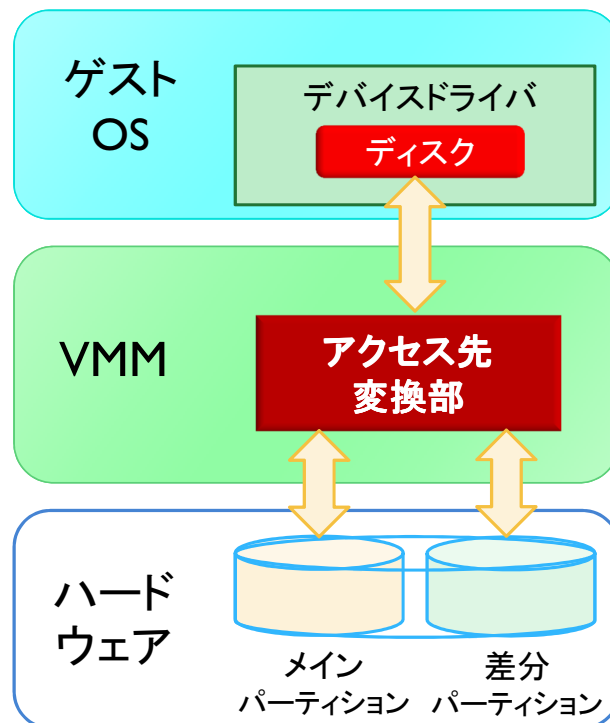 ゲスト
OS
デバイスドライバ
ディスク
VMM
アクセス先
変換部
ハード
ウェア
メイン
パーティション
差分
パーティション